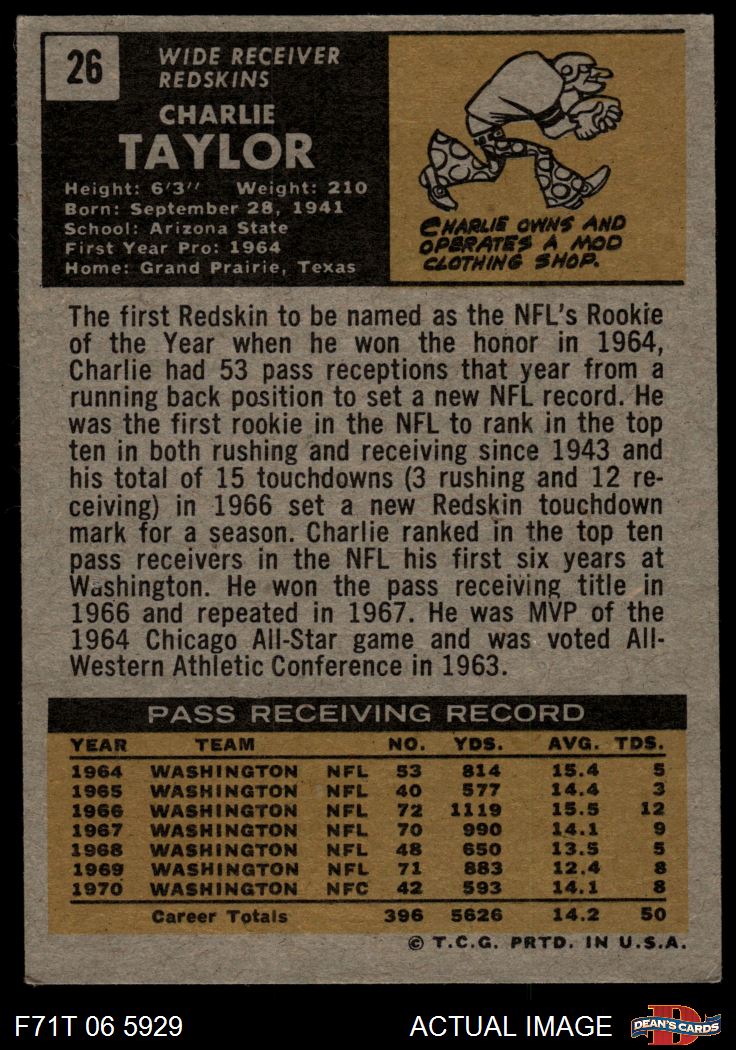 26
WIDE RECEIVER
REDSKINS
CHARLIE
TAYLOR
Height: 6'3" Weight: 210
Born: September 28, 1941
School: Arizona State
First Year Pro: 1964
Home: Grand Prairie, Texas
CHARLIE OWNS AND
OPERATES A MOD
CLOTHING SHOP.
The first Redskin to be named as the NFL's Rookie
of the Year when he won the honor in 1964,
Charlie had 53 pass receptions that year from a
running back position to set a new NFL record. He
was the first rookie in the NFL to rank in the top
ten in both rushing and receiving since 1943 and
his total of 15 touchdowns (3 rushing and 12 re-
ceiving) in 1966 set a new Redskin touchdown
mark for a season. Charlie ranked in the top ten
pass receivers in the NFL his first six years at
Washington. He won the pass receiving title in
1966 and repeated in 1967. He was MVP of the
1964 Chicago All-Star game and was voted All-
Western Athletic Conference in 1963.
PASS RECEIVING RECORD
YEAR TEAM NO. YDS. AVG. TDS.
1964 WASHINGTON NFL 53 814 15.4 5
1965 WASHINGTON NFL 40 577 14.4 3
1966 WASHINGTON NFL 72 1119 15.5 12
1967 WASHINGTON NFL 70 990 14.1 9
1968 WASHINGTON NFL 48 650 13.5 5
1969 WASHINGTON NFL 71 883 12.4 8
1970 WASHINGTON NFC 42 593 14.1 8
Career Totals 396 5626 14.2 50
© T.C.G. PRTD. IN U.S.A.
F71T 06 5929 ACTUAL IMAGE D DEAN'S CARDS